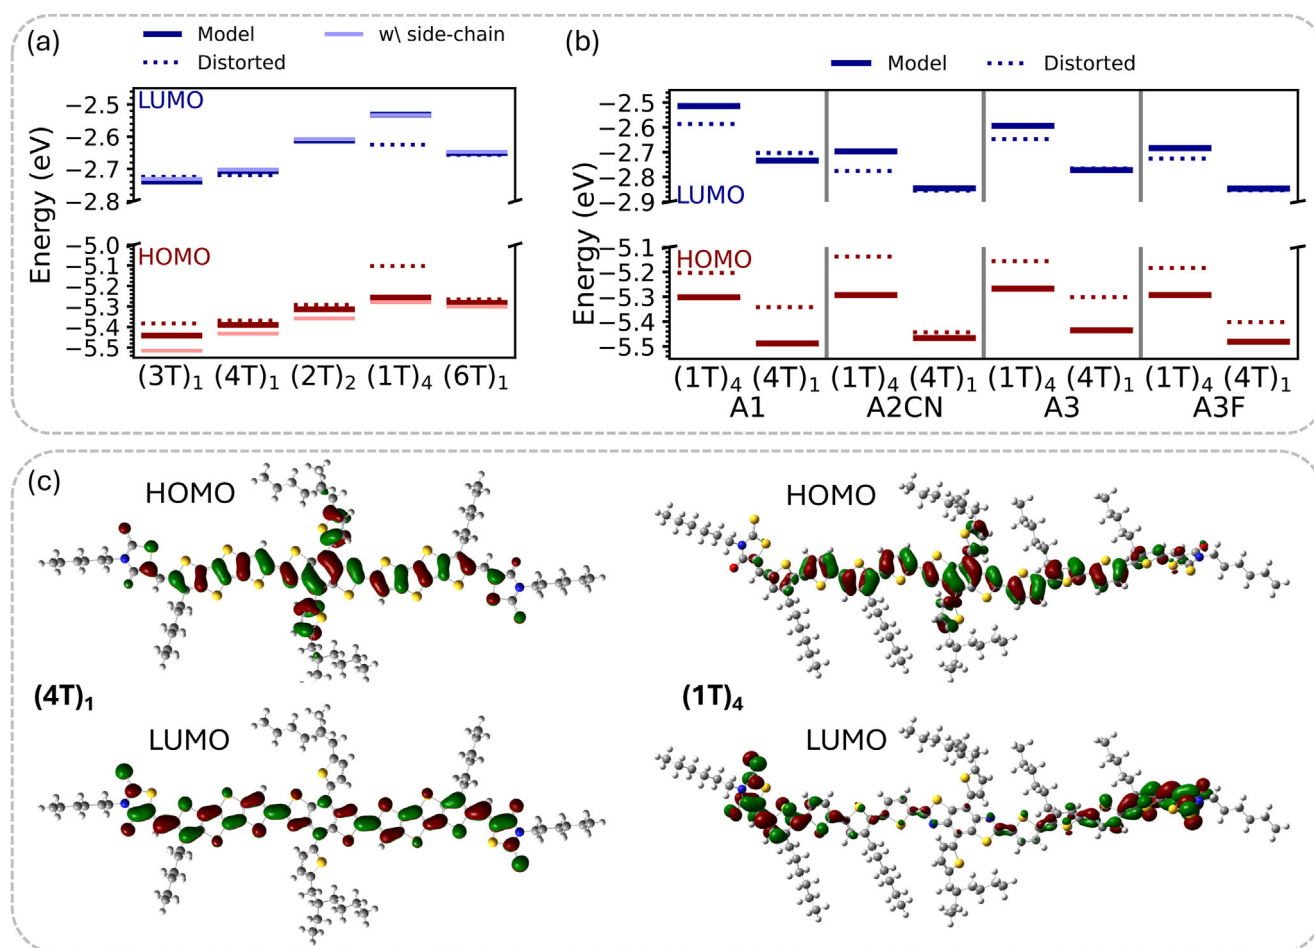 (a)
Model
w\ side-chain
Distorted
Energy (eV)
LUMO
−2.5
−2.6
−2.7
−2.8
HOMO
−5.0
−5.1
−5.2
−5.3
−5.4
−5.5
(3T)₁ (4T)₁ (2T)₂ (1T)₄ (6T)₁
(b)
Model Distorted
Energy (eV)
−2.5
−2.6
−2.7
−2.8
−2.9
LUMO
−5.1
HOMO
−5.2
−5.3
−5.4
−5.5
(1T)₄ (4T)₁ (1T)₄ (4T)₁ (1T)₄ (4T)₁ (1T)₄ (4T)₁
A1 A2CN A3 A3F
(c)
HOMO
HOMO
(4T)₁
(1T)₄
LUMO
LUMO